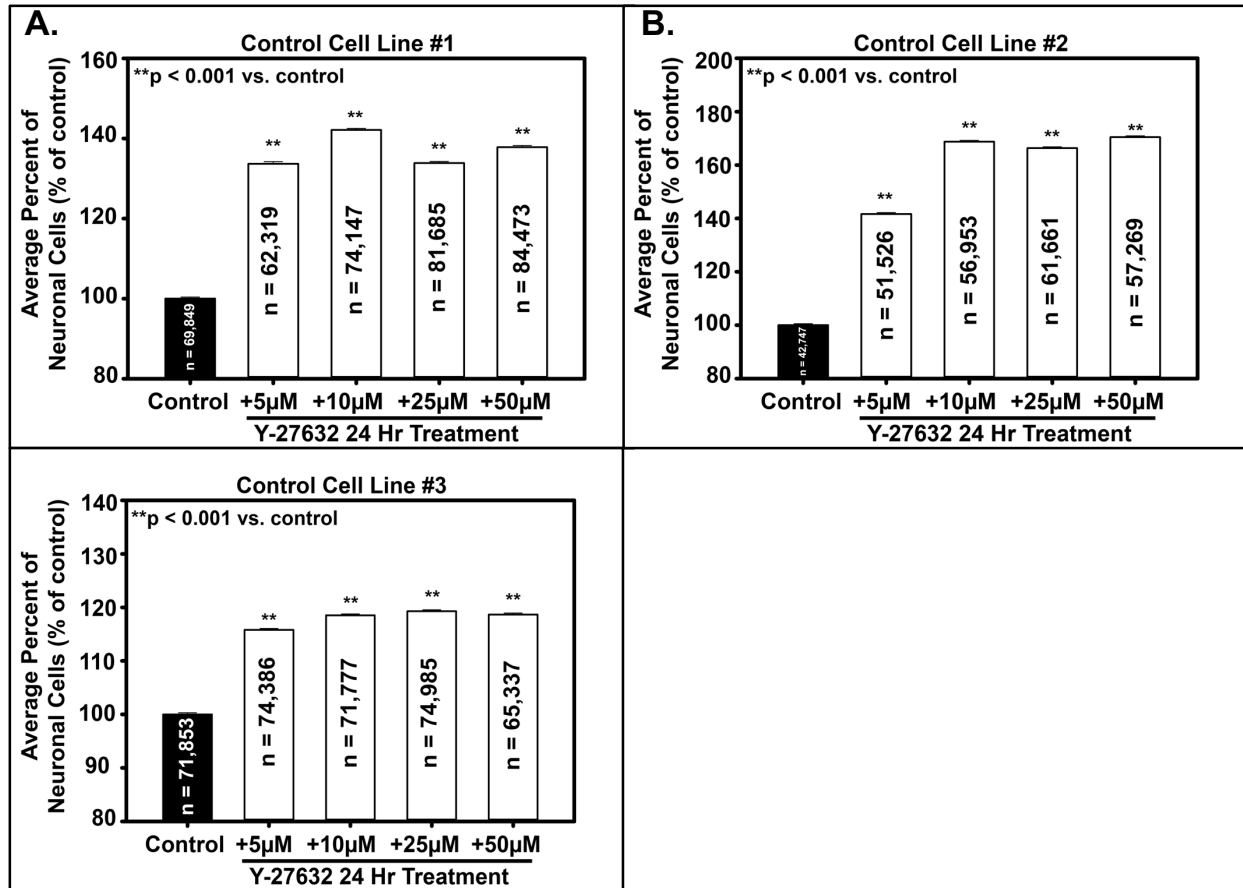 A.
Control Cell Line #1
**p < 0.001 vs. control
Average Percent of
Neuronal Cells (% of control)
160
140
120
100
80
**
**
**
**
n = 69,849
n = 62,319
n = 74,147
n = 81,685
n = 84,473
Control +5µM +10µM +25µM +50µM
Y-27632 24 Hr Treatment
B.
Control Cell Line #2
**p < 0.001 vs. control
Average Percent of
Neuronal Cells (% of control)
200
180
160
140
120
100
80
**
**
**
**
n = 42,747
n = 51,526
n = 56,953
n = 61,661
n = 57,269
Control +5µM +10µM +25µM +50µM
Y-27632 24 Hr Treatment
Control Cell Line #3
**p < 0.001 vs. control
Average Percent of
Neuronal Cells (% of control)
140
130
120
110
100
90
80
**
**
**
**
n = 71,853
n = 74,386
n = 71,777
n = 74,985
n = 65,337
Control +5µM +10µM +25µM +50µM
Y-27632 24 Hr Treatment